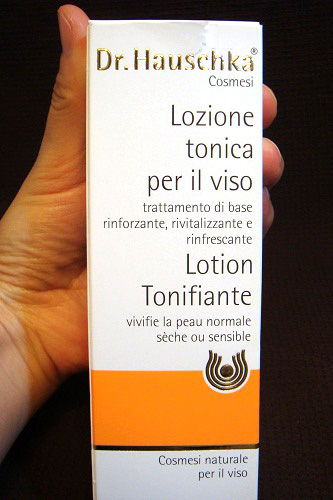 Dr. Hauschka®
Cosmesi
Lozione
tonica
per il viso
trattamento di base
rinforzante, rivitalizzante e
rinfrescante
Lotion
Tonifiante
vivifie la peau normale
sèche ou sensible
Cosmesi naturale
per il viso